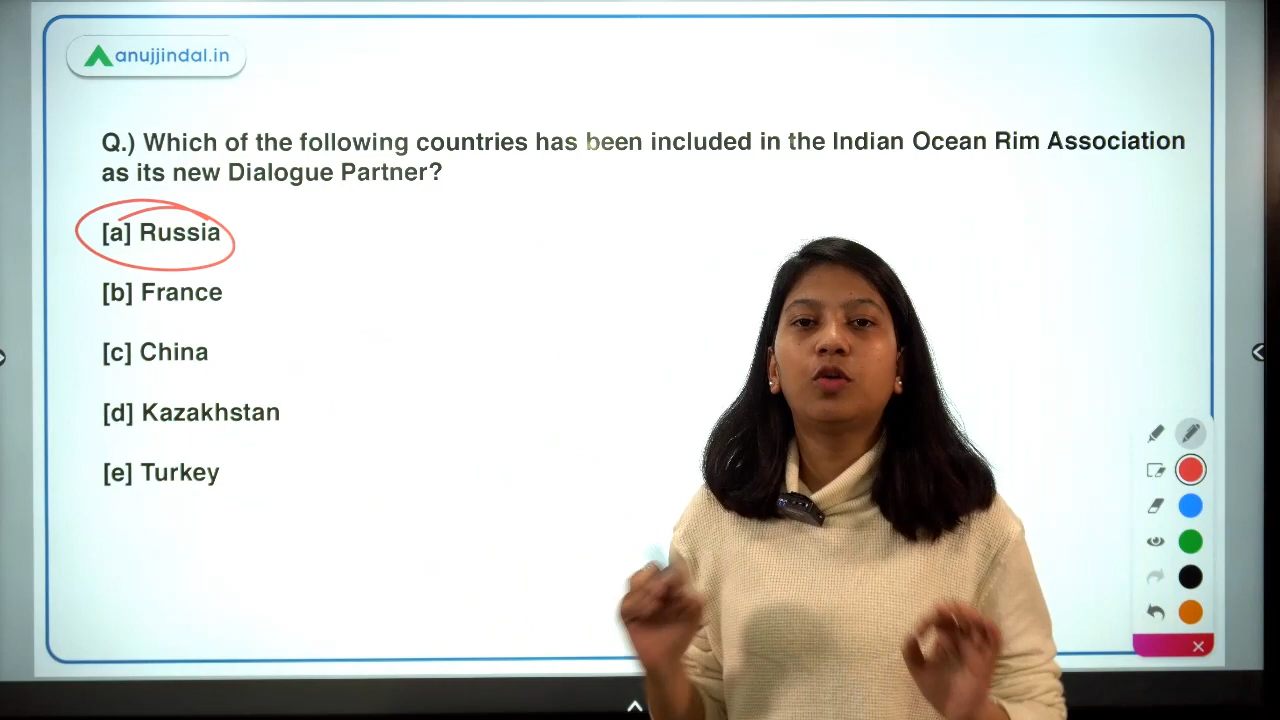 anujjindal.in
Q.) Which of the following countries has been included in the Indian Ocean Rim Association
as its new Dialogue Partner?
[a] Russia
[b] France
[c] China
[d] Kazakhstan
[e] Turkey